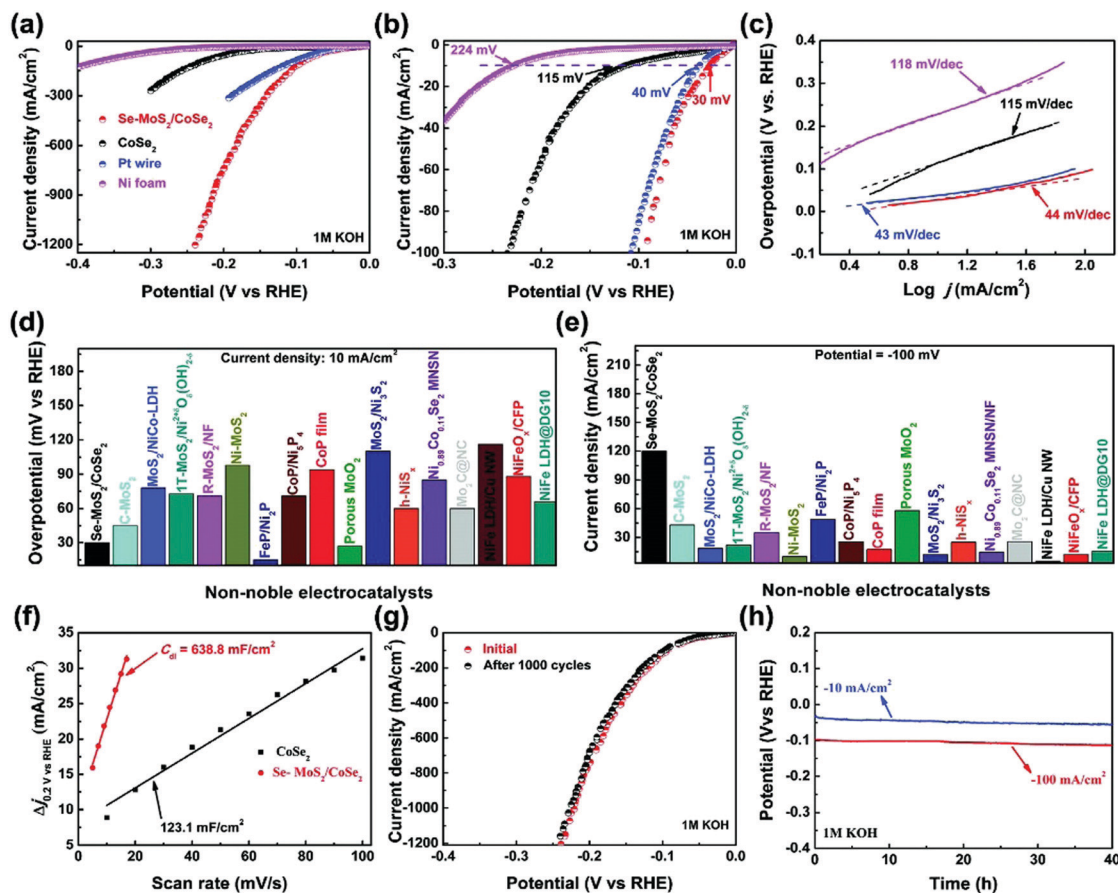 (a)
Current density (mA/cm²)
0
-300
-600
-900
-1200
Se-MoS₂/CoSe₂
CoSe₂
Pt wire
Ni foam
1M KOH
-0.4 -0.3 -0.2 -0.1 0.0
Potential (V vs RHE)
(b)
Current density (mA/cm²)
0
-20
-40
-60
-80
-100
224 mV
115 mV
40 mV
30 mV
1M KOH
-0.4 -0.3 -0.2 -0.1 0.0
Potential (V vs RHE)
(c)
Overpotential (V vs. RHE)
0.4
0.3
0.2
0.1
0.0
0.1
118 mV/dec
115 mV/dec
44 mV/dec
43 mV/dec
0.4 0.8 1.2 1.6 2.0
Log j (mA/cm²)
(d)
Overpotential (mV vs RHE)
180
150
120
90
60
30
Current density: 10 mA/cm²
Se-MoS₂/CoSe₂
C-MoS₂
MoS₂/NiCo-LDH
1T-MoS₂/Ni²⁺ᵟOδ(OH)₂₋δ
R-MoS₂/NF
Ni-MoS₂
FeP/Ni₂P
CoP/Ni₅P₄
CoP film
Porous MoO₂
MoS₂/Ni₃S₂
h-NiSₓ
Ni₀.₈₉Co₀.₁₁Se₂ MNSN
Mo₂C@NC
NiFe LDH/Cu NW
NiFeOₓ/CFP
NiFe LDH@DG10
Non-noble electrocatalysts
(e)
Current density (mA/cm²)
210
180
150
120
90
60
30
Potential = -100 mV
Se-MoS₂/CoSe₂
C-MoS₂
MoS₂/NiCo-LDH
1T-MoS₂/Ni²⁺ᵟOδ(OH)₂₋δ
R-MoS₂/NF
Ni-MoS₂
FeP/Ni₂P
CoP/Ni₅P₄
CoP film
Porous MoO₂
MoS₂/Ni₃S₂
h-NiSₓ
Ni₀.₈₉Co₀.₁₁Se₂ MNSN/NF
Mo₂C@NC
NiFe LDH/Cu NW
NiFeOₓ/CFP
NiFe LDH@DG10
Non-noble electrocatalysts
(f)
Δj0.2 V vs RHE (mA/cm²)
35
30
25
20
15
10
5
Cdl = 638.8 mF/cm²
CoSe₂
Se- MoS₂/CoSe₂
123.1 mF/cm²
0 20 40 60 80 100
Scan rate (mV/s)
(g)
Current density (mA/cm²)
0
-200
-400
-600
-800
-1000
-1200
Initial
After 1000 cycles
1M KOH
-0.4 -0.3 -0.2 -0.1 0.0
Potential (V vs RHE)
(h)
Potential (Vvs RHE)
0.2
0.1
0.0
-0.1
-0.2
-0.3
-0.4
-10 mA/cm²
-100 mA/cm²
1M KOH
0 10 20 30 40
Time (h)